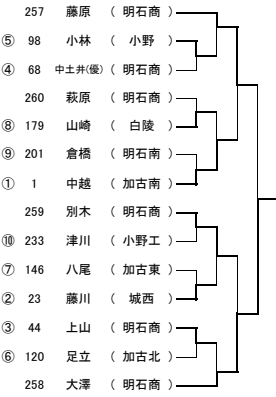 257 藤原 ( 明石商 )
⑤ 98 小林 ( 小野 )
④ 68 中土井(優) ( 明石商 )
260 萩原 ( 明石商 )
⑧ 179 山崎 ( 白陵 )
⑨ 201 倉橋 ( 明石南 )
① 1 中越 ( 加古南 )
259 別木 ( 明石商 )
⑩ 233 津川 ( 小野工 )
⑦ 146 八尾 ( 加古東 )
② 23 藤川 ( 城西 )
③ 44 上山 ( 明石商 )
⑥ 120 足立 ( 加古北 )
258 大澤 ( 明石商 )